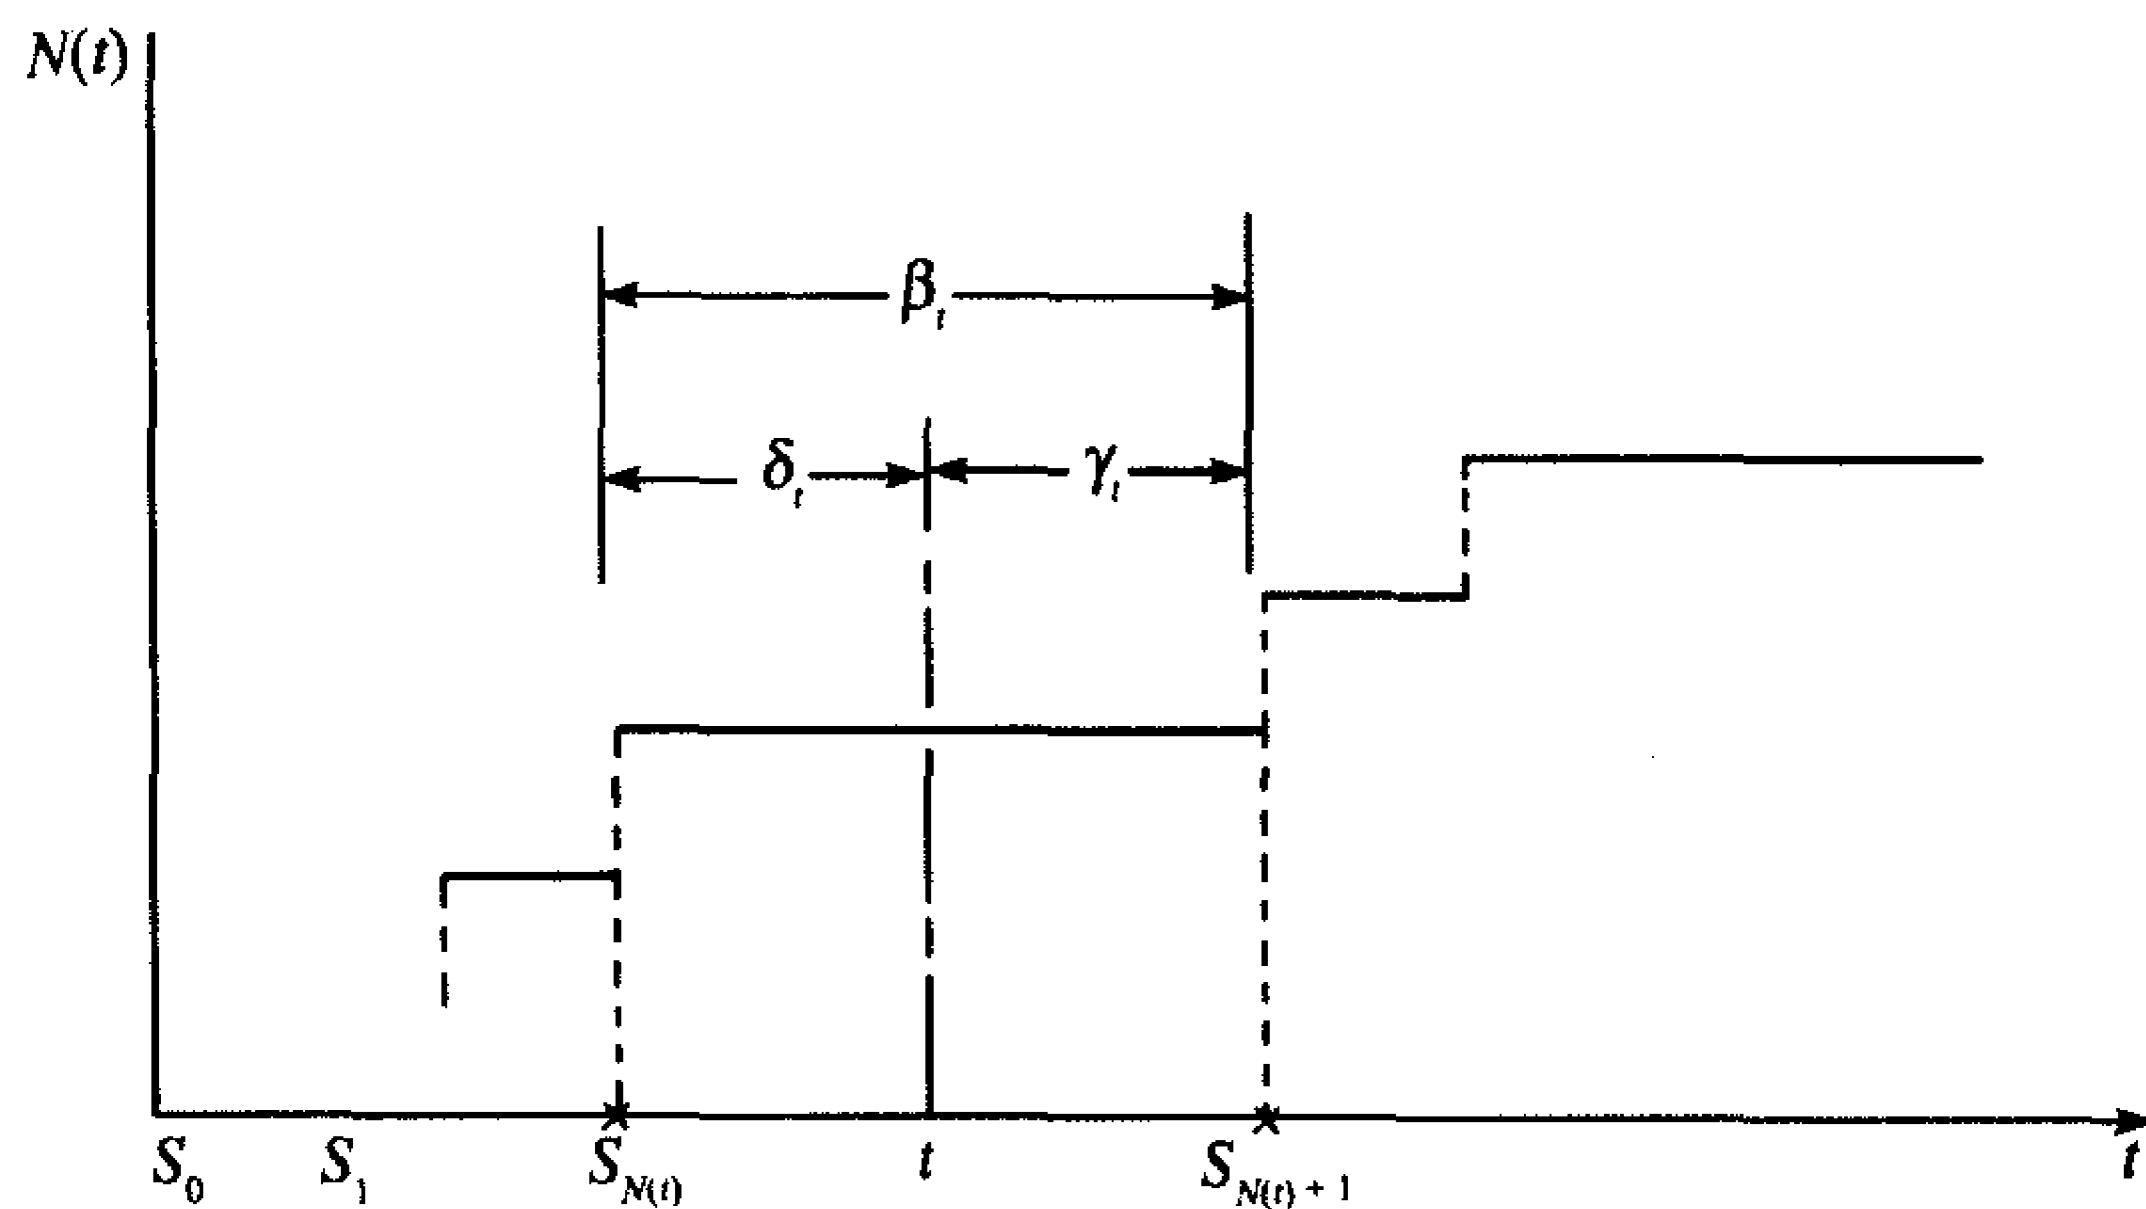 N(t)
β_t
δ_t γ_t
S_0 S_1 S_{N(t)} t S_{N(t)+1} t